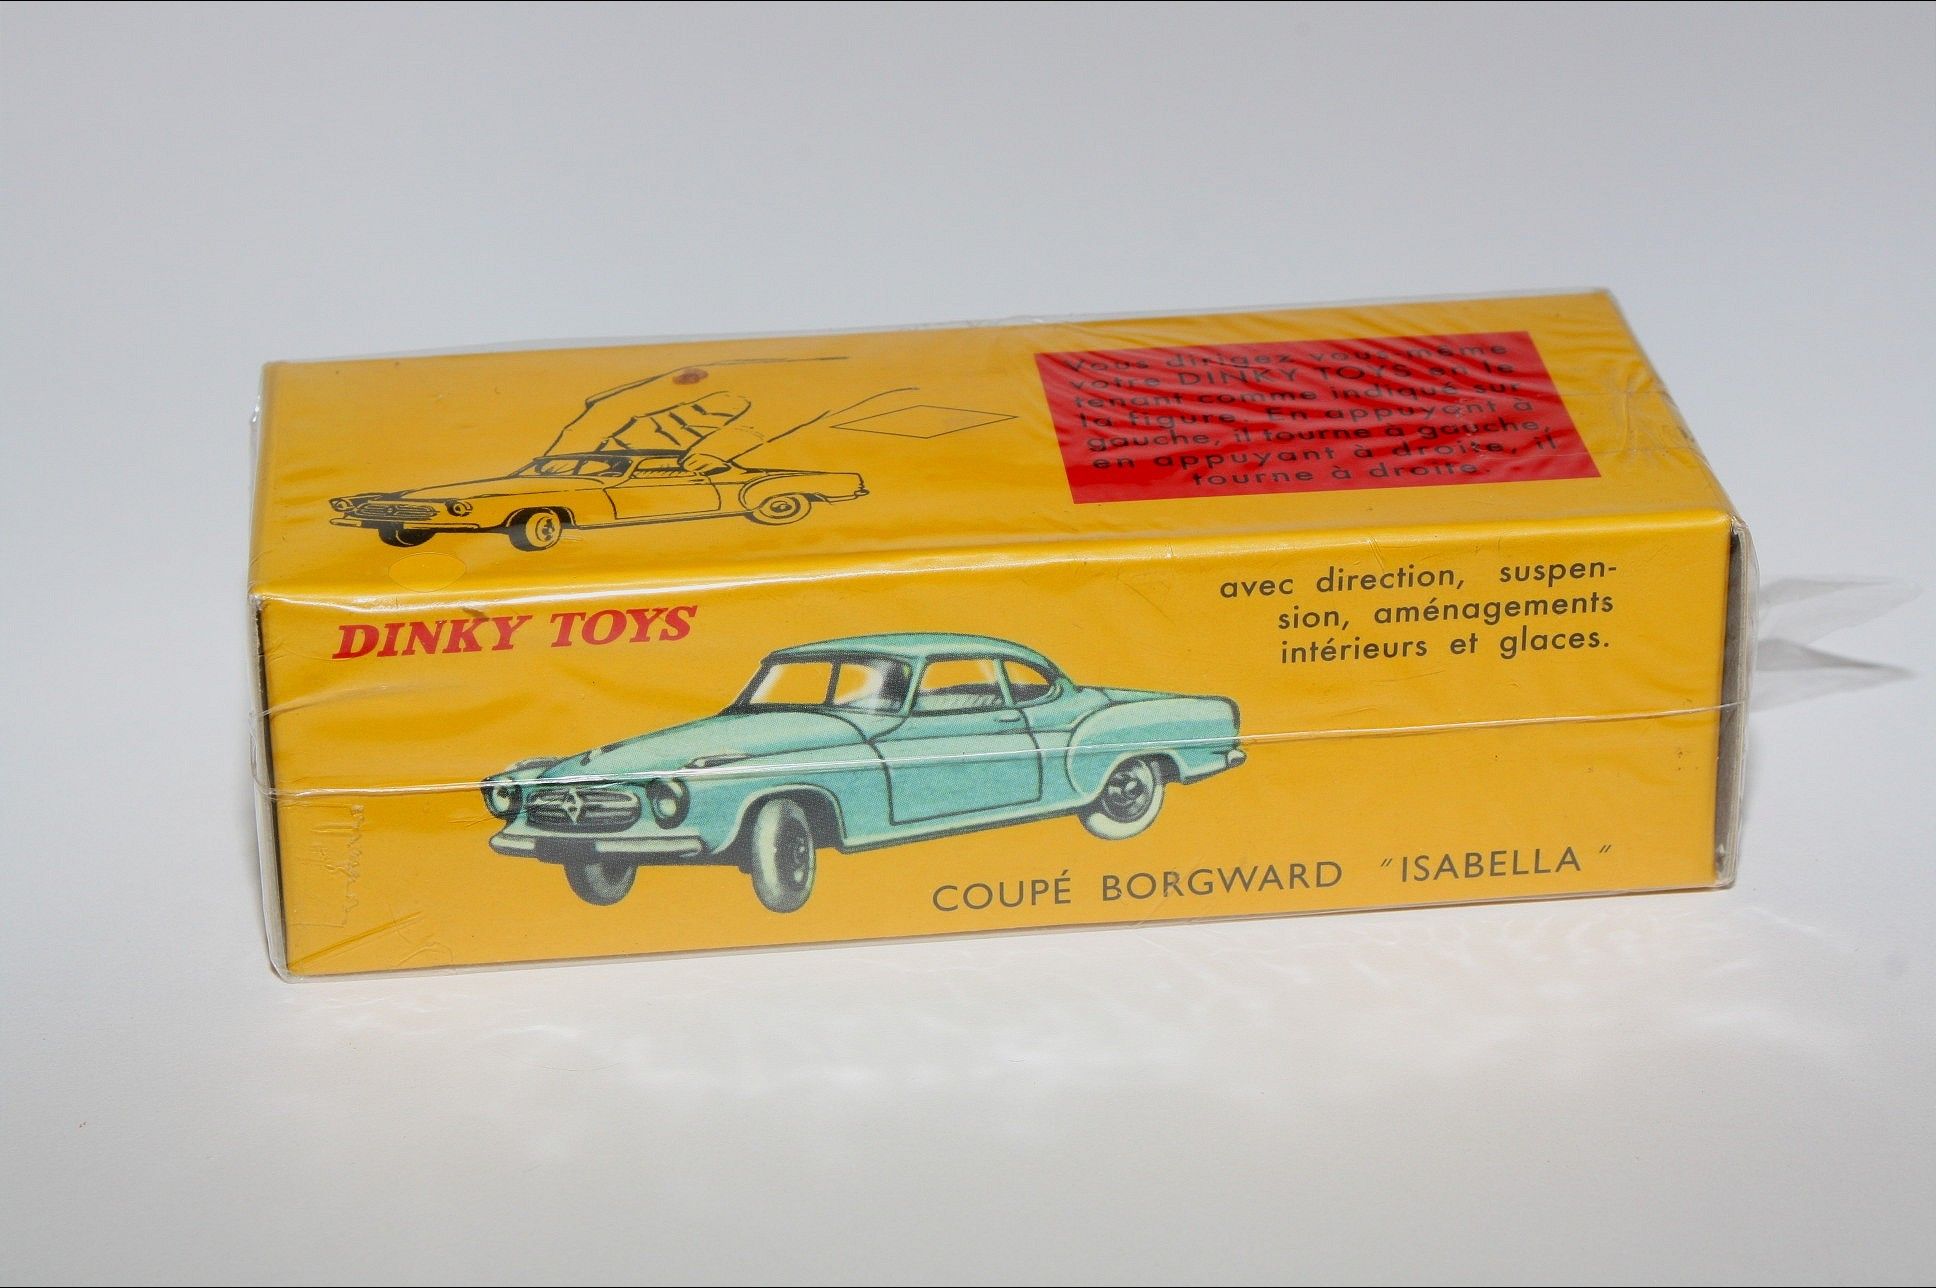 Vous dirigez vous-même
votre DINKY TOYS en le
tenant comme indiqué sur
la figure. En appuyant à
gauche, il tourne à gauche,
en appuyant à droite, il
tourne à droite.
DINKY TOYS
avec direction, suspen-
sion, aménagements
intérieurs et glaces.
COUPÉ BORGWARD "ISABELLA"